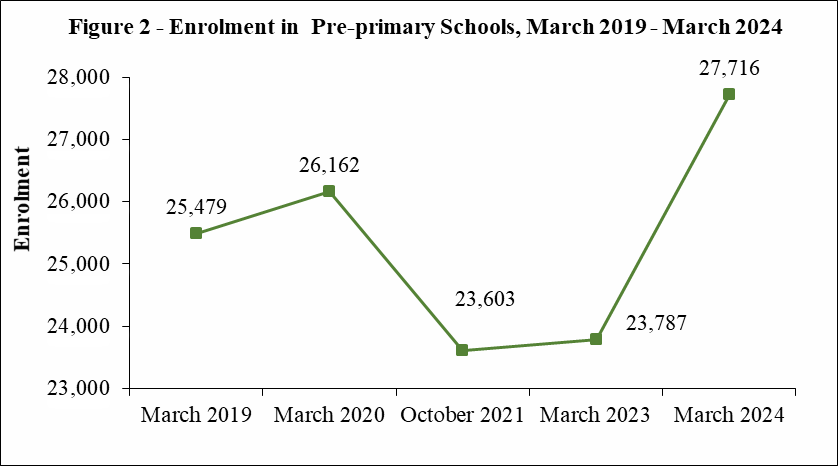 Figure 2 - Enrolment in Pre-primary Schools, March 2019 - March 2024
Enrolment
28,000
27,000
26,000
25,000
24,000
23,000
25,479
26,162
23,603
23,787
27,716
March 2019
March 2020
October 2021
March 2023
March 2024